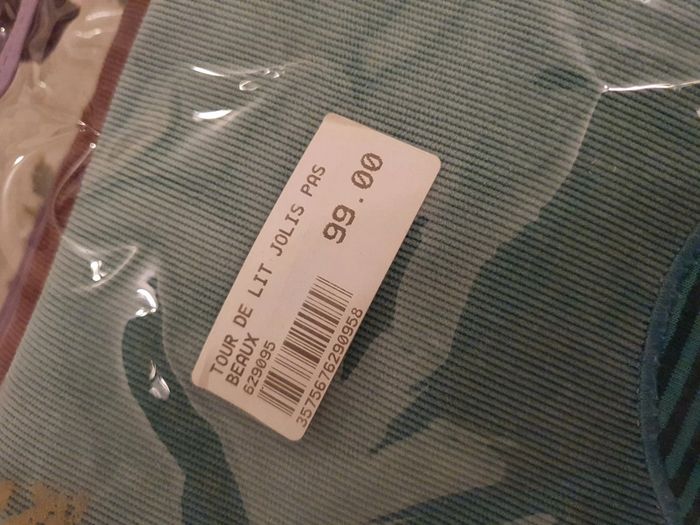 TOUR DE LIT JOLIS PAS
BEAUX
99.00
629095
3575676290958